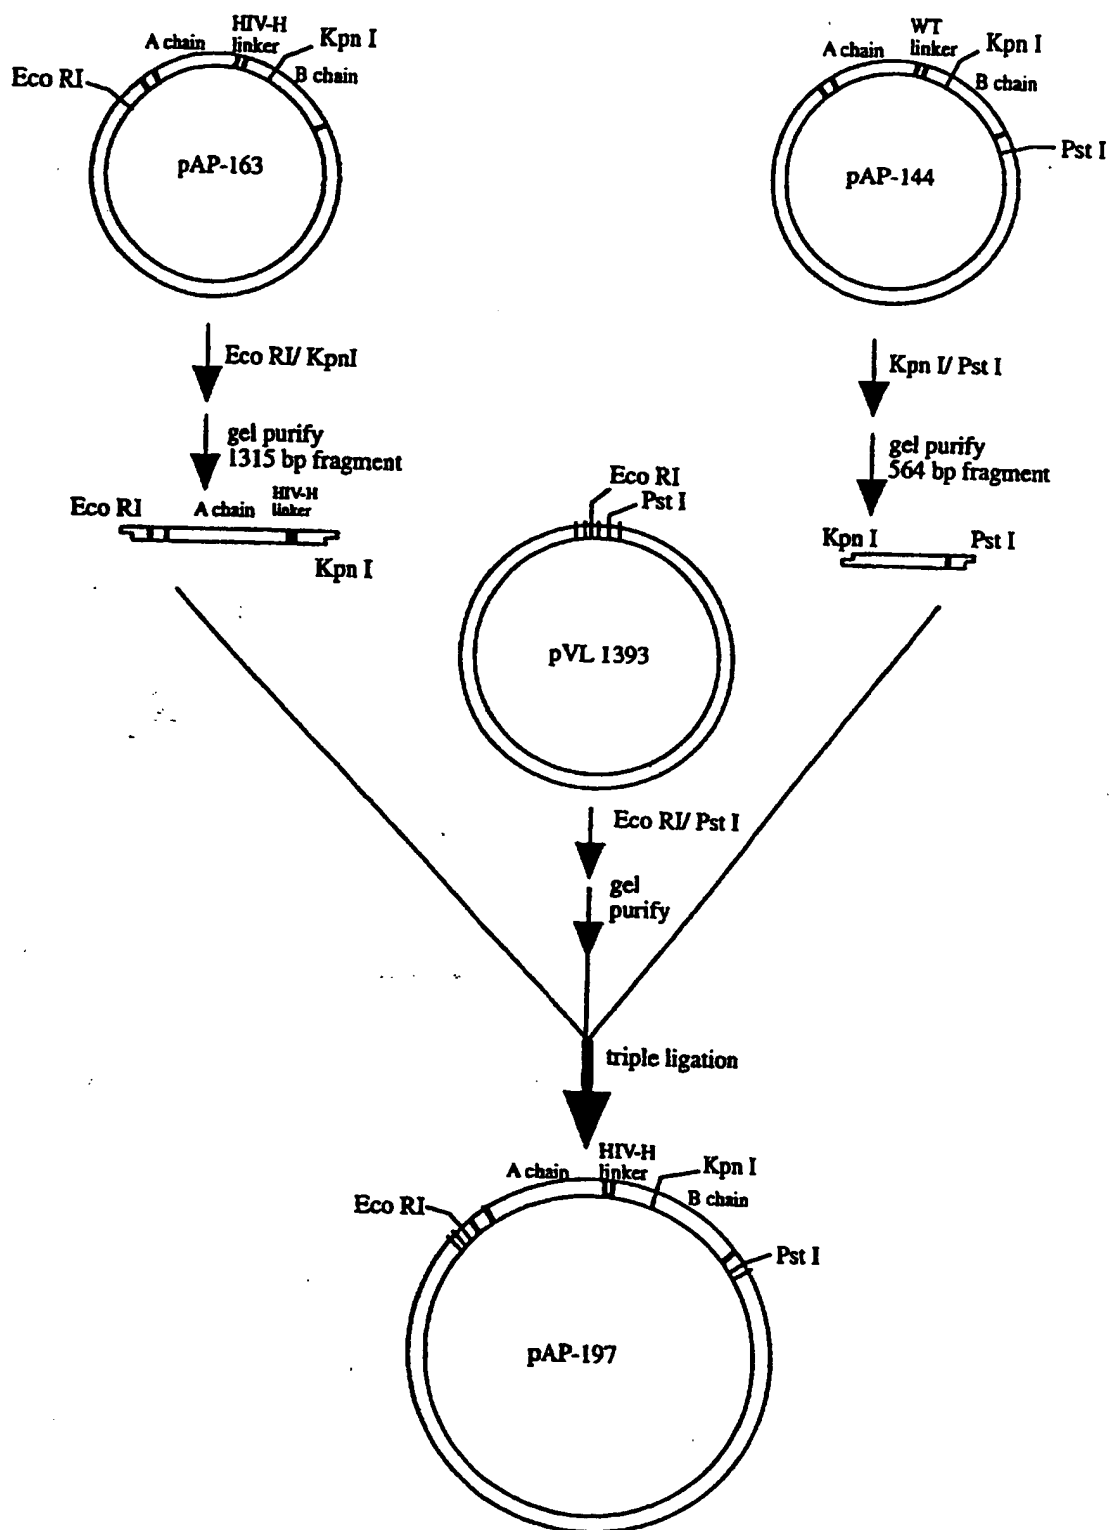 HIV-H
linker
A chain
Kpn I
Eco RI
B chain
pAP-163
WT
linker
A chain
Kpn I
B chain
Pst I
pAP-144
Eco RI/ KpnI
gel purify
1315 bp fragment
Kpn I/ Pst I
gel purify
564 bp fragment
Eco RI
A chain
HIV-H
linker
Kpn I
Eco RI
Pst I
Kpn I
Pst I
pVL 1393
Eco RI/ Pst I
gel
purify
triple ligation
HIV-H
linker
A chain
Kpn I
B chain
Eco RI
Pst I
pAP-197